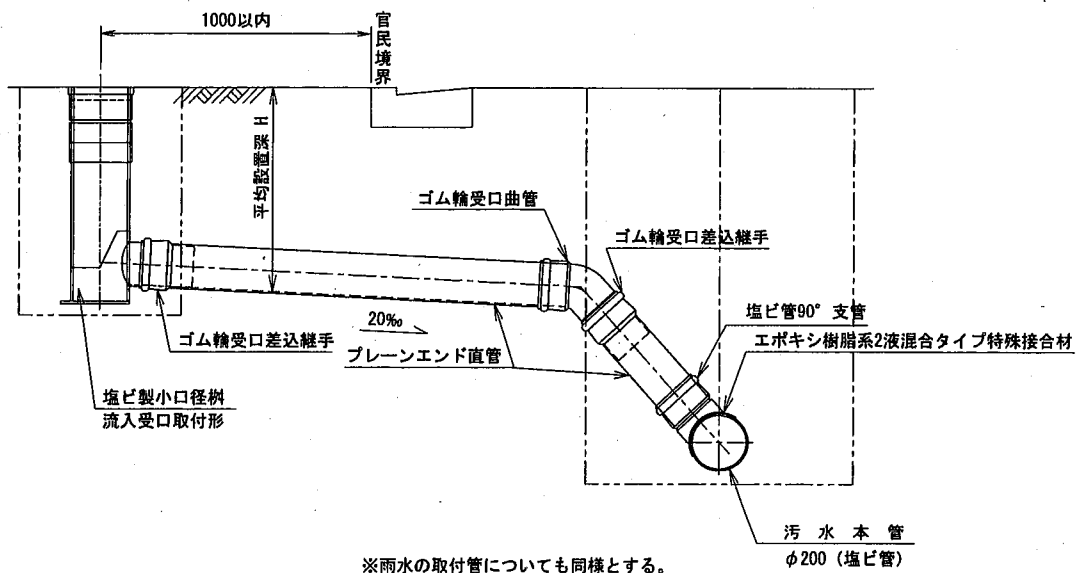 1000以内
官民境界
平均設置深 H
ゴム輪受口曲管
ゴム輪受口差込継手
塩ビ管90° 支管
エポキシ樹脂系2液混合タイプ特殊接合材
20‰
ゴム輪受口差込継手
プレーンエンド直管
塩ビ製小口径桝
流入受口取付形
汚水本管
φ200（塩ビ管）
※雨水の取付管についても同様とする。